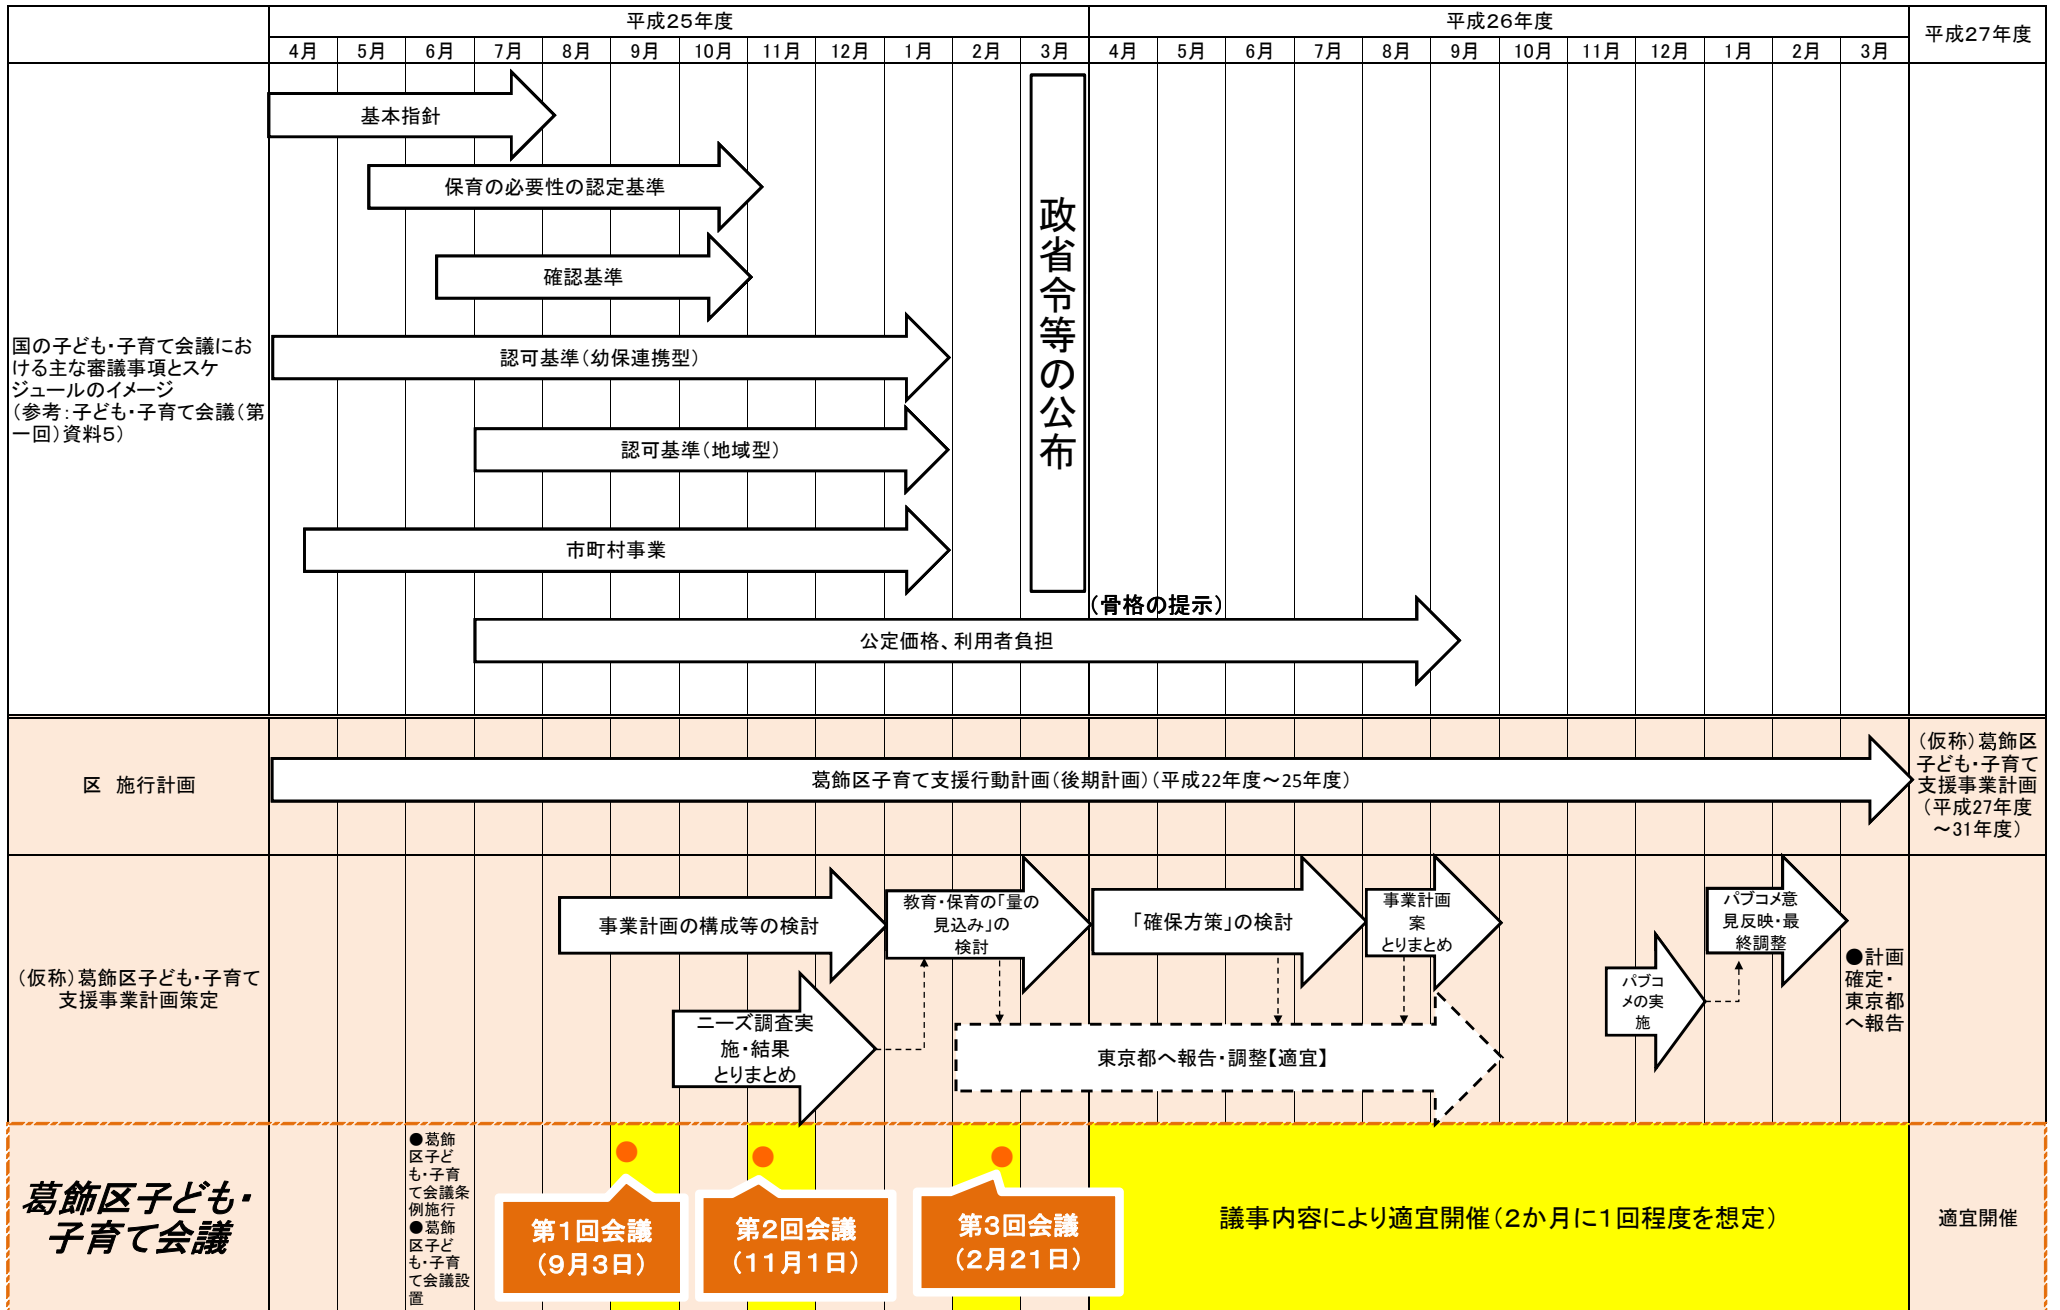 平成25年度
平成26年度
平成27年度
4月
5月
6月
7月
8月
9月
10月
11月
12月
1月
2月
3月
4月
5月
6月
7月
8月
9月
10月
11月
12月
1月
2月
3月
国の子ども・子育て会議にお
ける主な審議事項とスケ
ジュールのイメージ
(参考：子ども・子育て会議(第
一回)資料5)
基本指針
保育の必要性の認定基準
確認基準
認可基準(幼保連携型)
認可基準(地域型)
市町村事業
政省令等の公布
(骨格の提示)
公定価格、利用者負担
区　施行計画
葛飾区子育て支援行動計画(後期計画)(平成22年度～25年度)
(仮称)葛飾区
子ども・子育て
支援事業計画
(平成27年度
～31年度)
(仮称)葛飾区子ども・子育て
支援事業計画策定
事業計画の構成等の検討
教育・保育の「量の
見込み」の
検討
「確保方策」の検討
事業計画
案
とりまとめ
パブコメ意
見反映・最
終調整
ニーズ調査実
施・結果
とりまとめ
東京都へ報告・調整【適宜】
パブコ
メの実
施
●計画
確定・
東京都
へ報告
葛飾区子ども・
子育て会議
●葛飾
区子ど
も・子育
て会議条
例施行
●葛飾
区子ど
も・子育
て会議設
置
第1回会議
(9月3日)
第2回会議
(11月1日)
第3回会議
(2月21日)
議事内容により適宜開催(2か月に1回程度を想定)
適宜開催